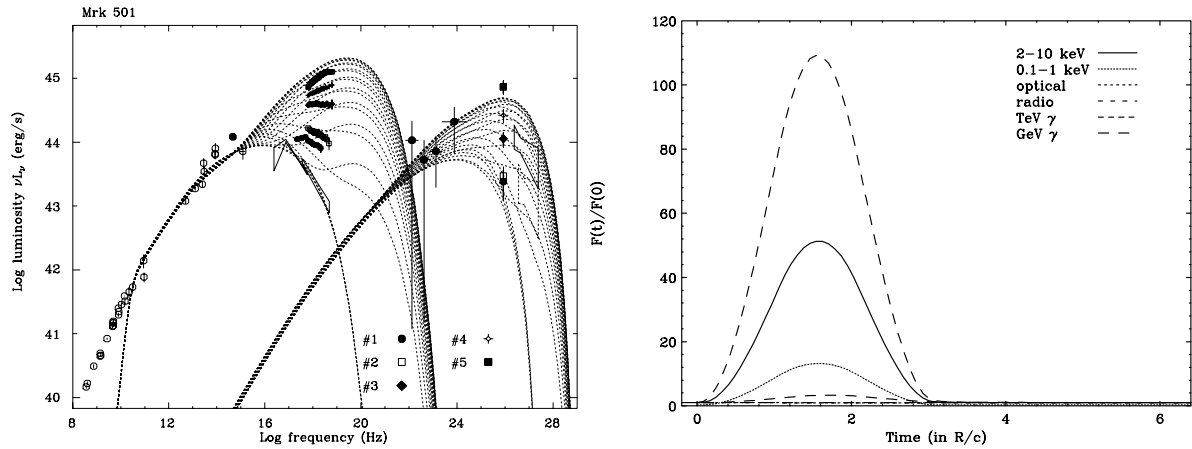 Mrk 501
Log luminosity νLν (erg/s)
45
44
43
42
41
40
8
12
16
20
24
28
Log frequency (Hz)
#1
#2
#3
#4
#5
F(t)/F(0)
120
100
80
60
40
20
0
0
2
4
6
Time (in R/c)
2−10 keV
0.1−1 keV
optical
radio
TeV γ
GeV γ